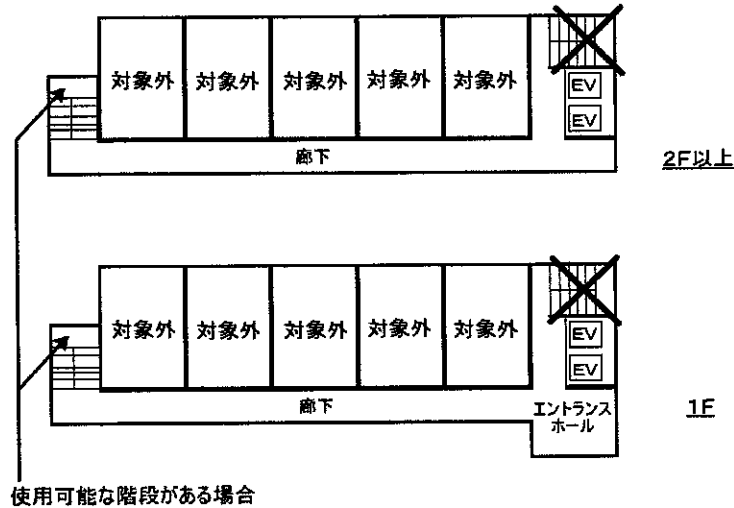 対象外 対象外 対象外 対象外 対象外
EV
EV
廊下
2F以上
対象外 対象外 対象外 対象外 対象外
EV
EV
廊下
エントランス
ホール
1F
使用可能な階段がある場合